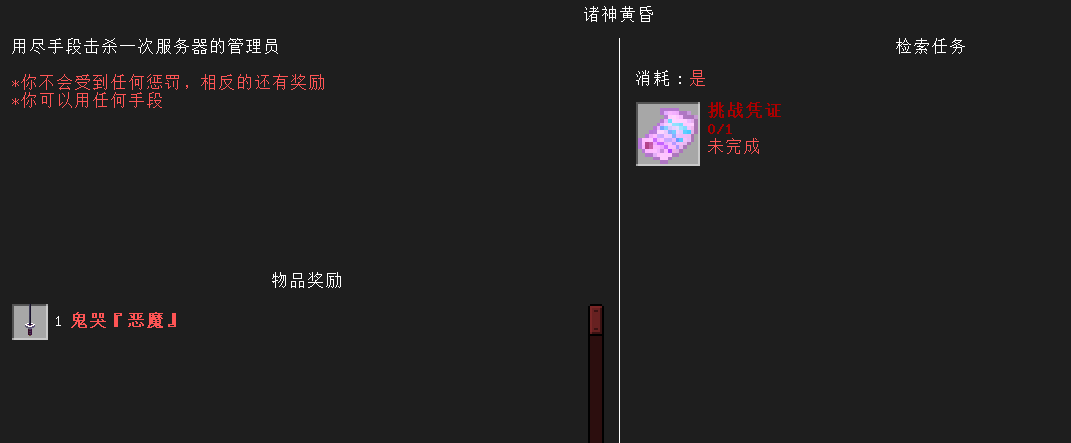 诸神黄昏
用尽手段击杀一次服务器的管理员
*你不会受到任何惩罚，相反的还有奖励
*你可以用任何手段
物品奖励
1 鬼哭『恶魔』
检索任务
消耗：是
挑战凭证
0/1
未完成